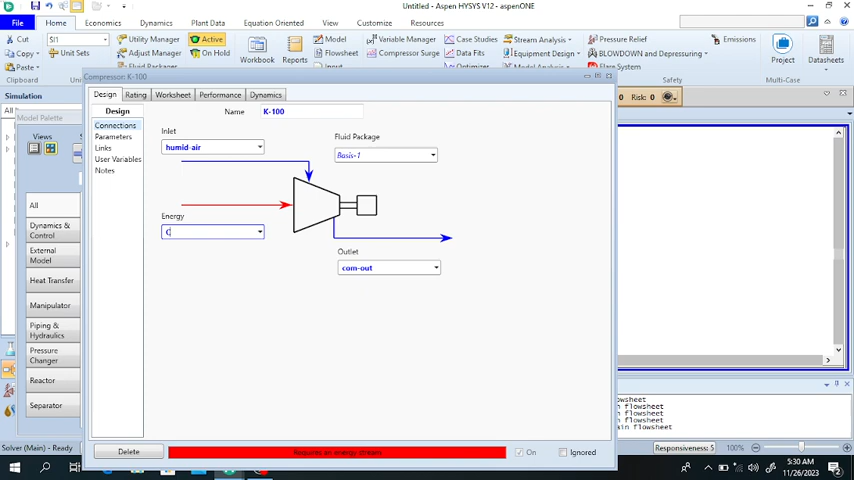 Untitled - Aspen HYSYS V12 - aspenONE
File Home Economics Dynamics Plant Data Equation Oriented View Customize Resources
Cut SI1 Utility Manager Active Model Variable Manager Case Studies Stream Analysis Pressure Relief Emissions
Copy Unit Sets Adjust Manager On Hold Flowsheet Compressor Surge Data Fits Equipment Design BLOWDOWN and Depressuring
Paste Workbook Reports Project Datasheets
Clipboard Safety Multi-Case
Simulation
Compressor: K-100
0 Risk: 0
All
Model Palette
Views
All
Dynamics & Control
External Model
Heat Transfer
Manipulator
Piping & Hydraulics
Pressure Changer
Reactor
Separator
Design Rating Worksheet Performance Dynamics
Design
Connections
Parameters
Links
User Variables
Notes
Name K-100
Inlet
humid-air
Fluid Package
Basis-1
Energy
C
Outlet
com-out
Delete
Requires an energy stream
On
Ignored
Solver (Main) - Ready
Responsiveness: 5
100%
5:30 AM
11/26/2023
2